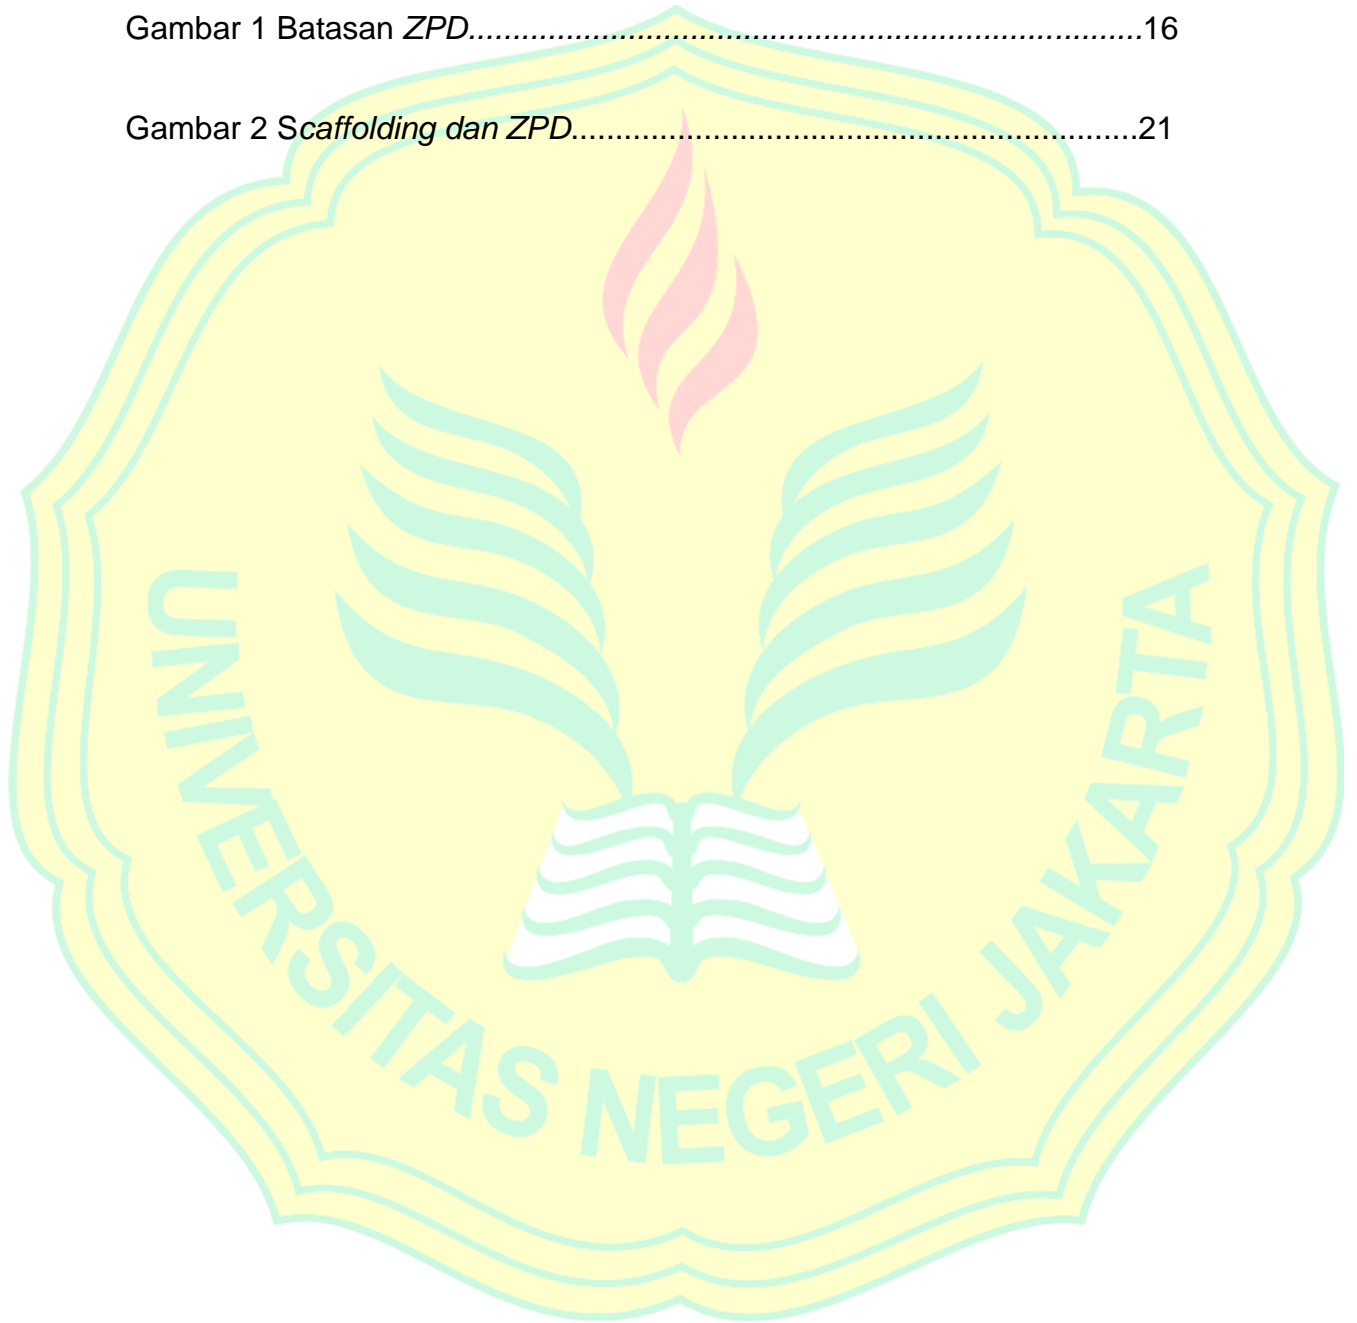 Gambar 1 Batasan ZPD.............................................................................16
Gambar 2 Scaffolding dan ZPD..............................................................21
UNIVERSITAS NEGERI JAKARTA